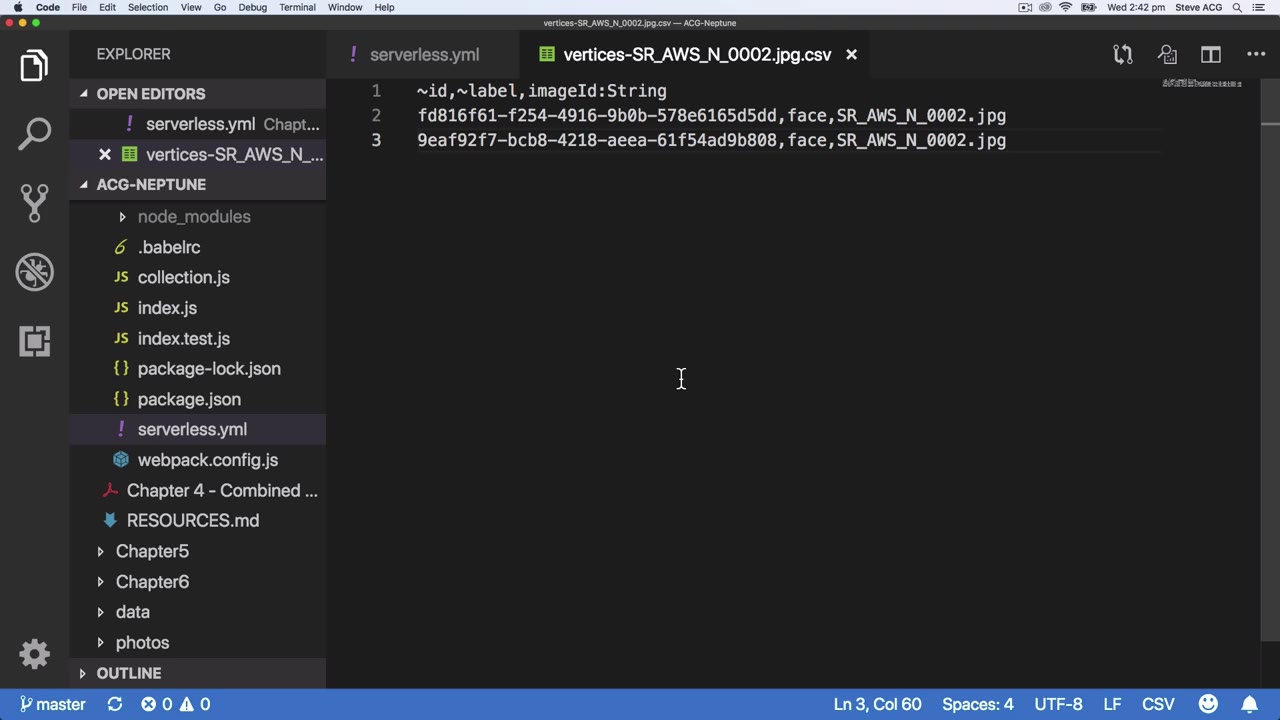 Code File Edit Selection View Go Debug Terminal Window Help Wed 2:42 pm Steve ACG
vertices-SR_AWS_N_0002.jpg.csv — ACG-Neptune
EXPLORER
serverless.yml vertices-SR_AWS_N_0002.jpg.csv
OPEN EDITORS
serverless.yml Chapt...
vertices-SR_AWS_N_...
ACG-NEPTUNE
node_modules
.babelrc
collection.js
JS index.js
JS index.test.js
{} package-lock.json
{} package.json
! serverless.yml
webpack.config.js
Chapter 4 - Combined ...
RESOURCES.md
Chapter5
Chapter6
data
photos
OUTLINE
1 ~id,~label,imageId:String
2 fd816f61-f254-4916-9b0b-578e6165d5dd,face,SR_AWS_N_0002.jpg
3 9eaf92f7-bcb8-4218-aeea-61f54ad9b808,face,SR_AWS_N_0002.jpg
master 0 0 Ln 3, Col 60 Spaces: 4 UTF-8 LF CSV